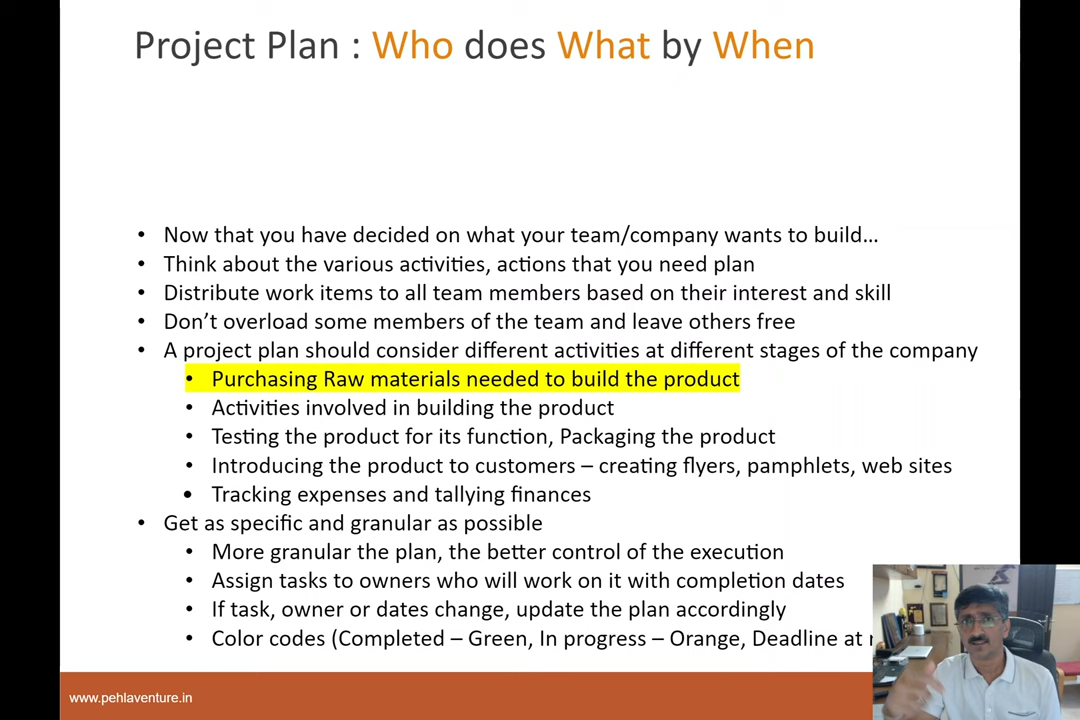 Project Plan : Who does What by When
• Now that you have decided on what your team/company wants to build…
• Think about the various activities, actions that you need plan
• Distribute work items to all team members based on their interest and skill
• Don’t overload some members of the team and leave others free
• A project plan should consider different activities at different stages of the company
• Purchasing Raw materials needed to build the product
• Activities involved in building the product
• Testing the product for its function, Packaging the product
• Introducing the product to customers – creating flyers, pamphlets, web sites
• Tracking expenses and tallying finances
• Get as specific and granular as possible
• More granular the plan, the better control of the execution
• Assign tasks to owners who will work on it with completion dates
• If task, owner or dates change, update the plan accordingly
• Color codes (Completed – Green, In progress – Orange, Deadline at
www.pehlaventure.in